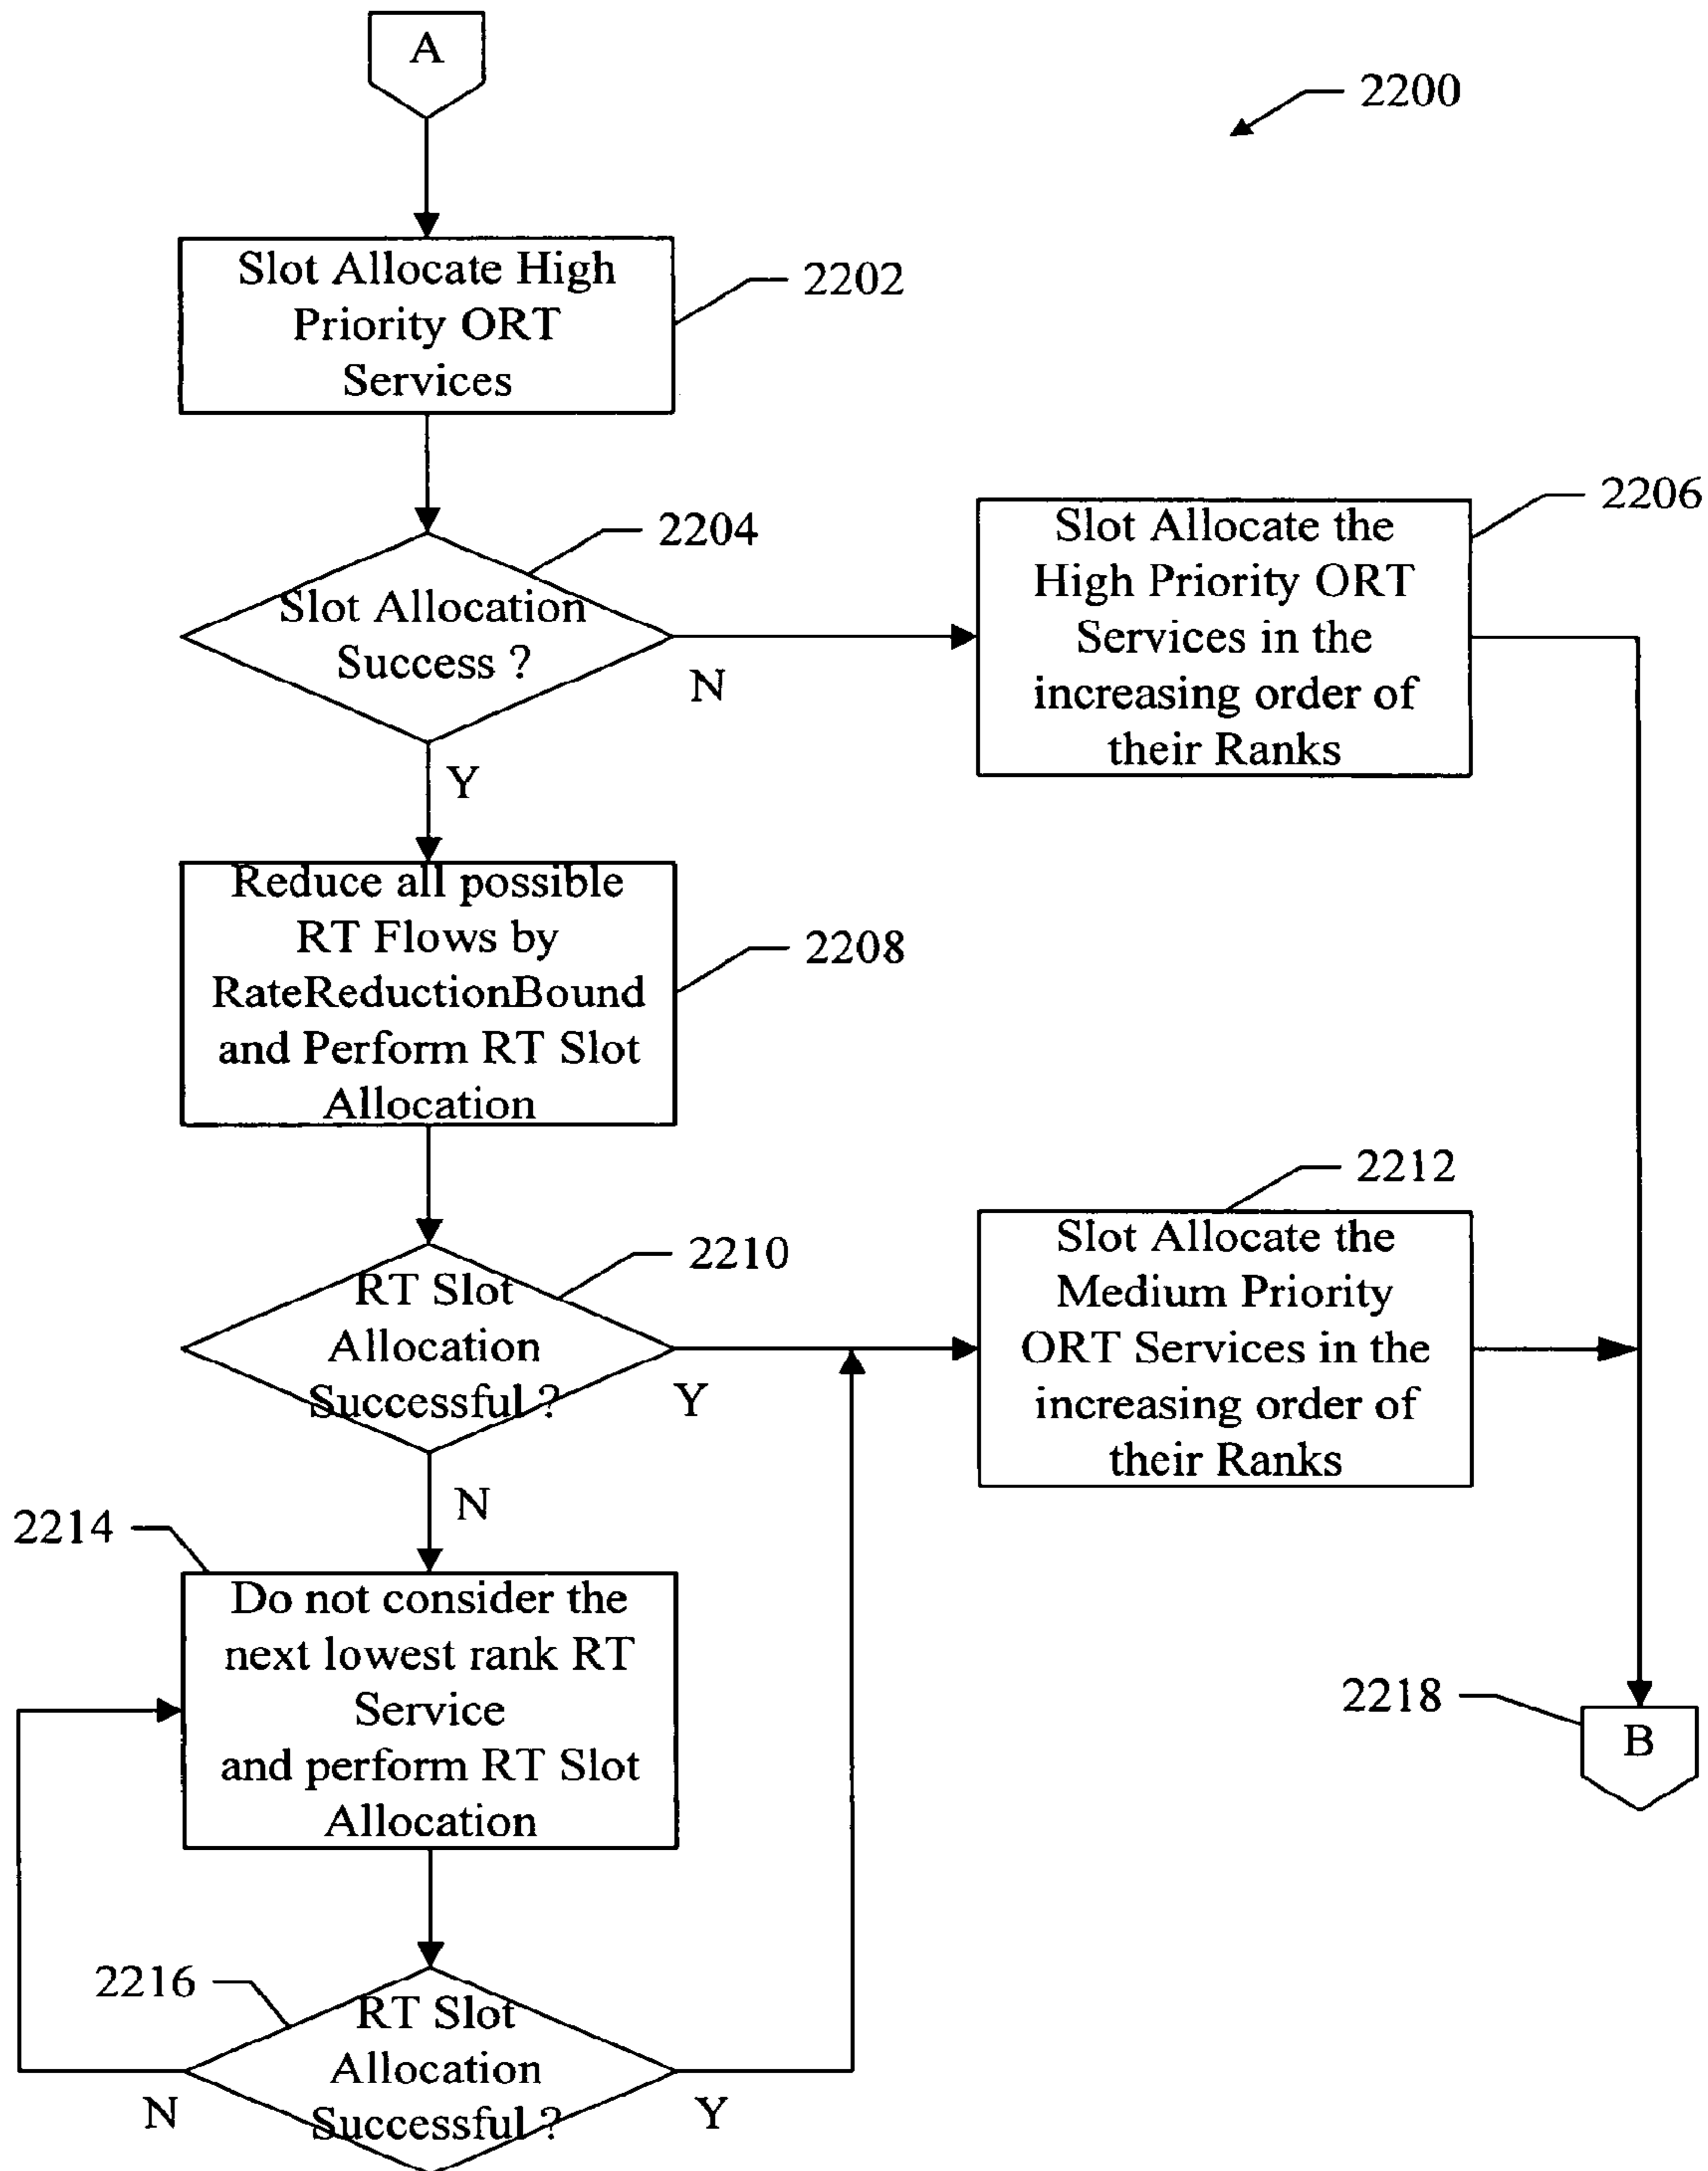 A
2200
Slot Allocate High
Priority ORT
Services
2202
2204
Slot Allocation
Success ?
N
Y
2206
Slot Allocate the
High Priority ORT
Services in the
increasing order of
their Ranks
Reduce all possible
RT Flows by
RateReductionBound
and Perform RT Slot
Allocation
2208
2210
RT Slot
Allocation
Successful ?
Y
N
2212
Slot Allocate the
Medium Priority
ORT Services in the
increasing order of
their Ranks
2214
Do not consider the
next lowest rank RT
Service
and perform RT Slot
Allocation
2218
B
2216
RT Slot
Allocation
Successful ?
N
Y